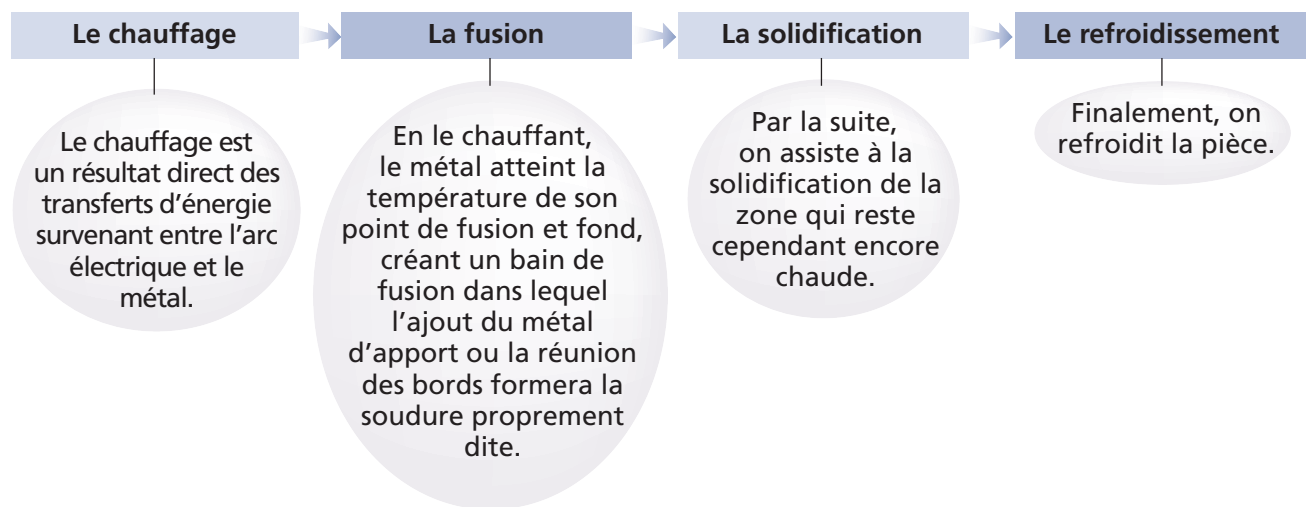 Le chauffage
La fusion
La solidification
Le refroidissement
Le chauffage est
un résultat direct des
transferts d'énergie
survenant entre l'arc
électrique et le
métal.
En le chauffant,
le métal atteint la
température de son
point de fusion et fond,
créant un bain de
fusion dans lequel
l'ajout du métal
d'apport ou la réunion
des bords formera la
soudure proprement
dite.
Par la suite,
on assiste à la
solidification de la
zone qui reste
cependant encore
chaude.
Finalement, on
refroidit la pièce.